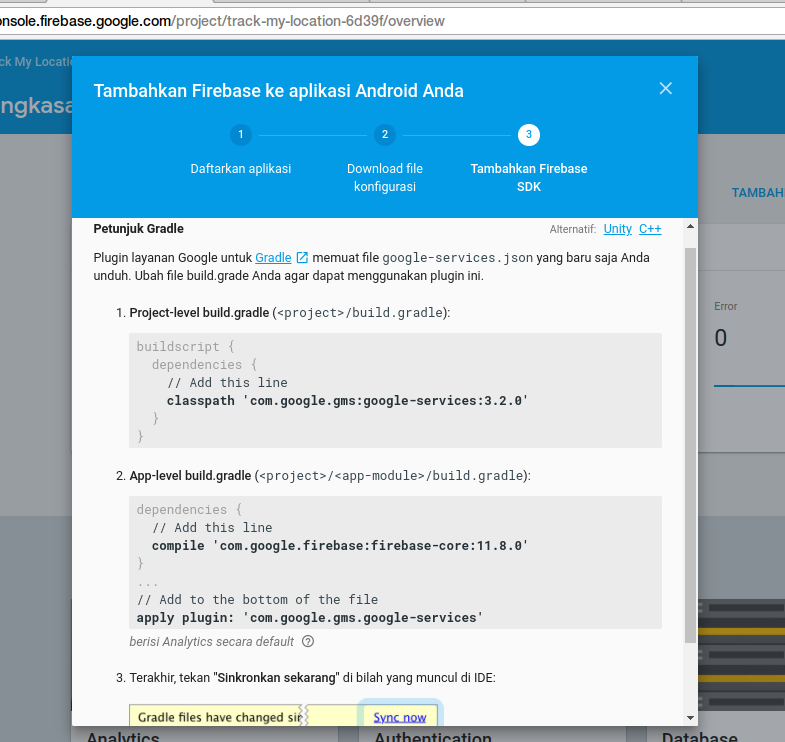 onsole.firebase.google.com/project/track-my-location-6d39f/overview
ck My Locatio
ngkasa
Tambahkan Firebase ke aplikasi Android Anda
1
2
3
Daftarkan aplikasi
Download file
konfigurasi
Tambahkan Firebase
SDK
TAMBAH
Petunjuk Gradle
Alternatif: Unity C++
Plugin layanan Google untuk Gradle memuat file google-services.json yang baru saja Anda
unduh. Ubah file build.grade Anda agar dapat menggunakan plugin ini.
1. Project-level build.gradle (<project>/build.gradle):
Error
0
buildscript {
dependencies {
// Add this line
classpath 'com.google.gms:google-services:3.2.0'
}
}
2. App-level build.gradle (<project>/<app-module>/build.gradle):
dependencies {
// Add this line
compile 'com.google.firebase:firebase-core:11.8.0'
}
...
// Add to the bottom of the file
apply plugin: 'com.google.gms.google-services'
berisi Analytics secara default ?
3. Terakhir, tekan "Sinkronkan sekarang" di bilah yang muncul di IDE:
Gradle files have changed sin Sync now
Analytics
Authentication
Database